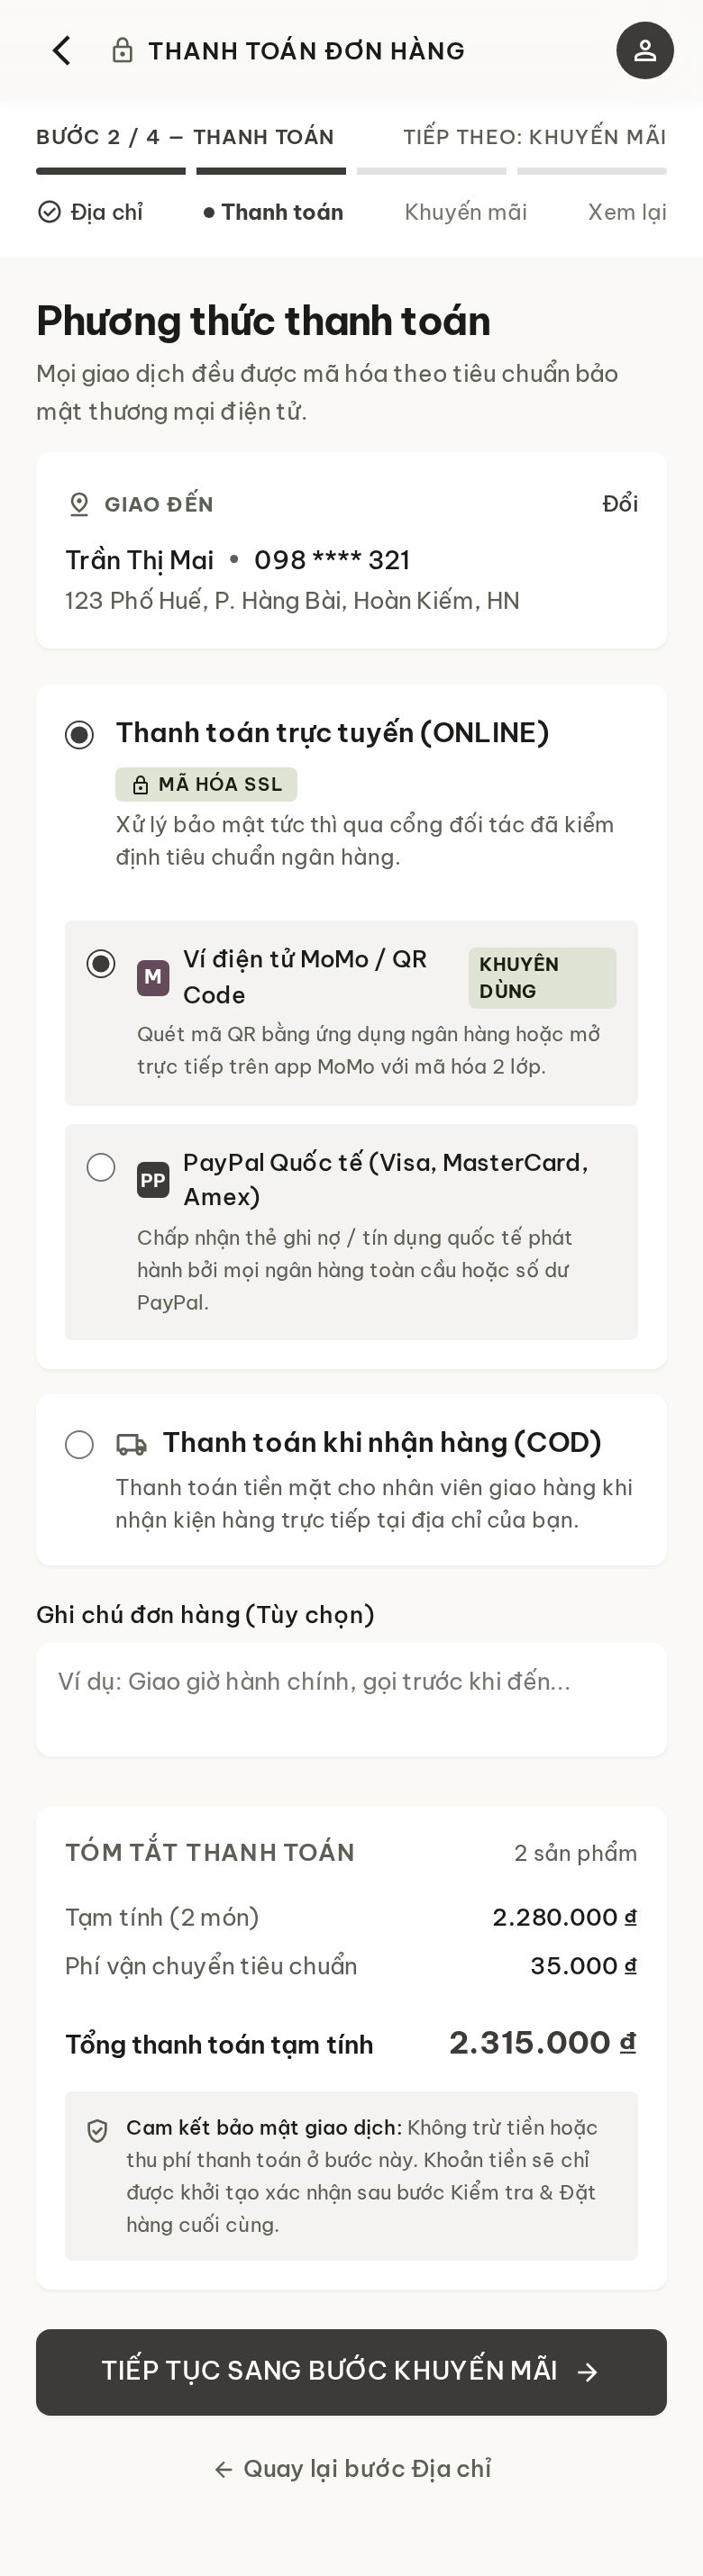 THANH TOÁN ĐƠN HÀNG
BƯỚC 2 / 4 — THANH TOÁN
TIẾP THEO: KHUYẾN MÃI
Địa chỉ
Thanh toán
Khuyến mãi
Xem lại
Phương thức thanh toán
Mọi giao dịch đều được mã hóa theo tiêu chuẩn bảo
mật thương mại điện tử.
GIAO ĐẾN
Đổi
Trần Thị Mai • 098 **** 321
123 Phố Huế, P. Hàng Bài, Hoàn Kiếm, HN
Thanh toán trực tuyến (ONLINE)
MÃ HÓA SSL
Xử lý bảo mật tức thì qua cổng đối tác đã kiểm
định tiêu chuẩn ngân hàng.
M
Ví điện tử MoMo / QR
Code
KHUYÊN
DÙNG
Quét mã QR bằng ứng dụng ngân hàng hoặc mở
trực tiếp trên app MoMo với mã hóa 2 lớp.
PP
PayPal Quốc tế (Visa, MasterCard,
Amex)
Chấp nhận thẻ ghi nợ / tín dụng quốc tế phát
hành bởi mọi ngân hàng toàn cầu hoặc số dư
PayPal.
Thanh toán khi nhận hàng (COD)
Thanh toán tiền mặt cho nhân viên giao hàng khi
nhận kiện hàng trực tiếp tại địa chỉ của bạn.
Ghi chú đơn hàng (Tùy chọn)
Ví dụ: Giao giờ hành chính, gọi trước khi đến...
TÓM TẮT THANH TOÁN
2 sản phẩm
Tạm tính (2 món)
2.280.000 ₫
Phí vận chuyển tiêu chuẩn
35.000 ₫
Tổng thanh toán tạm tính
2.315.000 ₫
Cam kết bảo mật giao dịch: Không trừ tiền hoặc
thu phí thanh toán ở bước này. Khoản tiền sẽ chỉ
được khởi tạo xác nhận sau bước Kiểm tra & Đặt
hàng cuối cùng.
TIẾP TỤC SANG BƯỚC KHUYẾN MÃI →
← Quay lại bước Địa chỉ